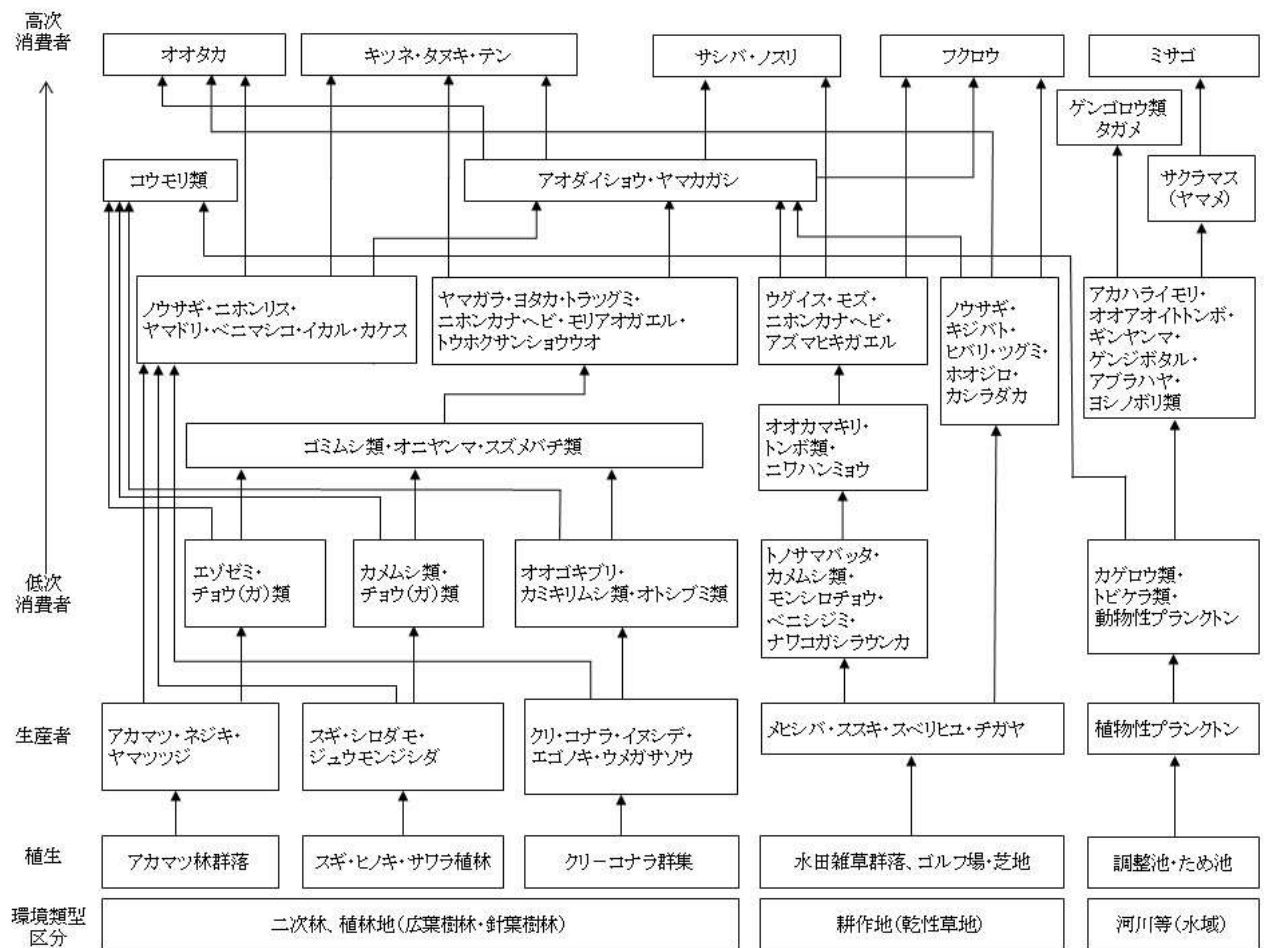 高次
消費者
オオタカ
キツネ・タヌキ・テン
サシバ・ノスリ
フクロウ
ミサゴ
ゲンゴロウ類
タガメ
コウモリ類
アオダイショウ・ヤマカガシ
サクラマス
(ヤマメ)
ノウサギ・ニホンリス・
ヤマドリ・ベニマシコ・イカル・カケス
ヤマガラ・ヨタカ・トラツグミ・
ニホンカナヘビ・モリアオガエル・
トウホクサンショウウオ
ウグイス・モズ・
ニホンカナヘビ・
アズマヒキガエル
ノウサギ・
キジバト・
ヒバリ・ツグミ・
ホオジロ・
カシラダカ
アカハライモリ・
オオアオイトトンボ・
ギンヤンマ・
ゲンジボタル・
アブラハヤ・
ヨシノボリ類
ゴミムシ類・オニヤンマ・スズメバチ類
オオカマキリ・
トンボ類・
ニワハンミョウ
低次
消費者
エゾゼミ・
チョウ(ガ)類
カメムシ類・
チョウ(ガ)類
オオゴキブリ・
カミキリムシ類・オトシブミ類
トノサマバッタ・
カメムシ類・
モンシロチョウ・
ベニシジミ・
ナワコガシラウンカ
カゲロウ類・
トビケラ類・
動物性プランクトン
生産者
アカマツ・ネジキ・
ヤマツツジ
スギ・シロダモ・
ジュウモンジシダ
クリ・コナラ・イヌシデ・
エゴノキ・ウメガサソウ
メヒシバ・ススキ・スベリヒユ・チガヤ
植物性プランクトン
植生
アカマツ林群落
スギ・ヒノキ・サワラ植林
クリーコナラ群集
水田雑草群落、ゴルフ場・芝地
調整池・ため池
環境類型
区分
二次林、植林地(広葉樹林・針葉樹林)
耕作地(乾性草地)
河川等(水域)